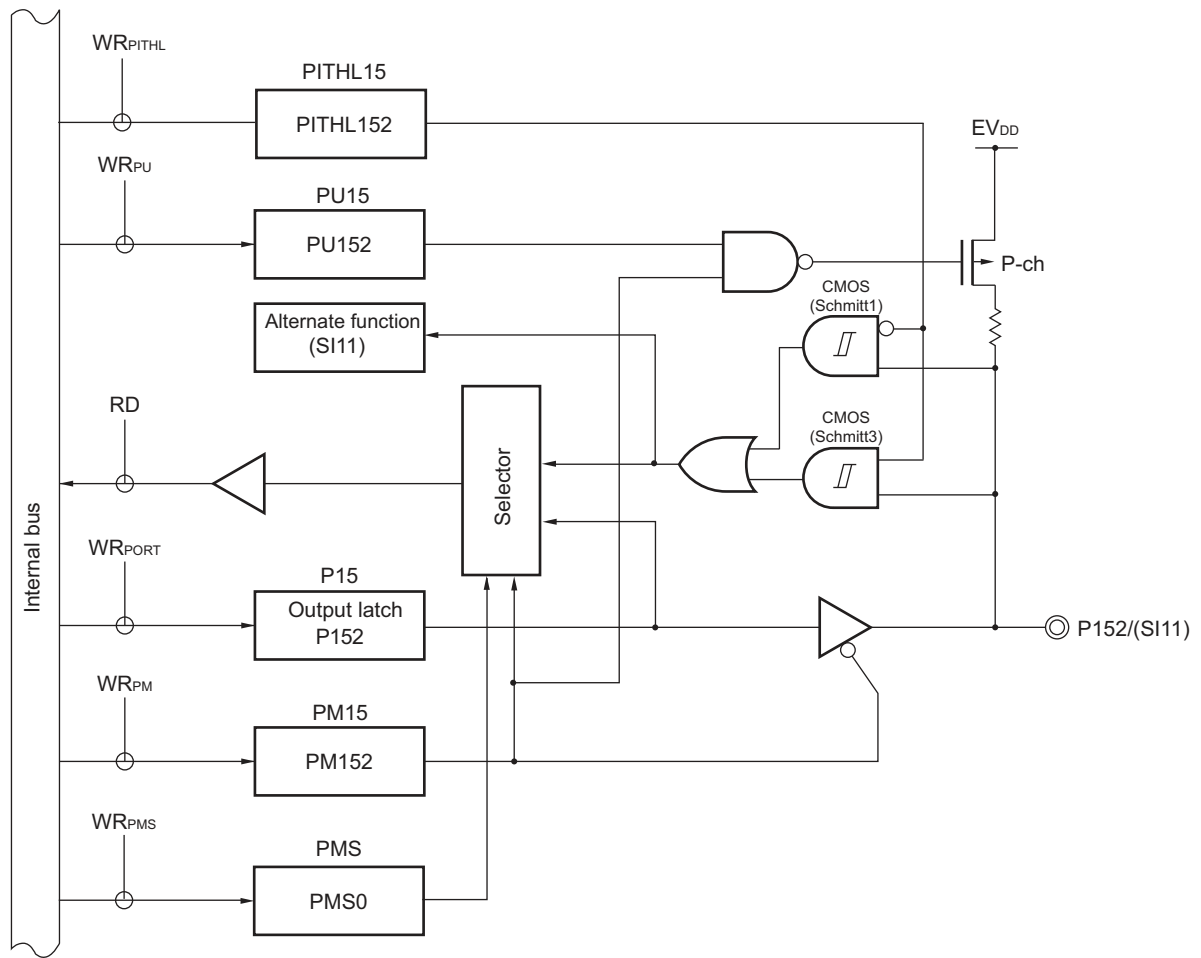 WRPITHL
PITHL15
PITHL152
EVDD
WRPU
PU15
PU152
P-ch
CMOS
(Schmitt1)
Alternate function
(SI11)
RD
CMOS
(Schmitt3)
Selector
Internal bus
WRPORT
P15
Output latch
P152
P152/(SI11)
WRPM
PM15
PM152
WRPMS
PMS
PMS0